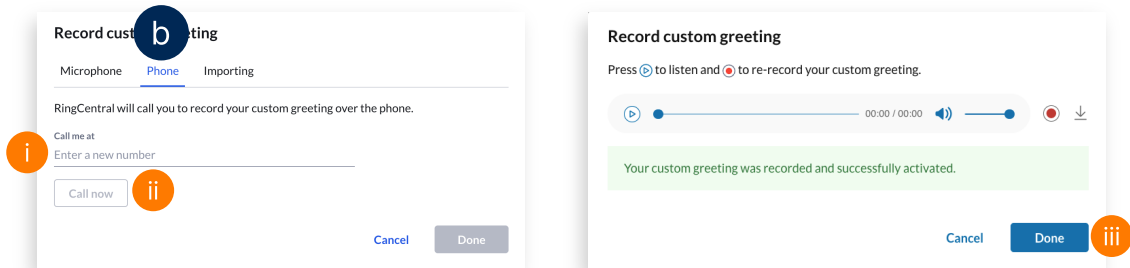 Record cust
b
ting
Microphone Phone Importing
RingCentral will call you to record your custom greeting over the phone.
Call me at
i
Enter a new number
Call now
ii
Cancel Done
Record custom greeting
Press to listen and to re-record your custom greeting.
00:00 / 00:00
Your custom greeting was recorded and successfully activated.
Cancel Done
iii